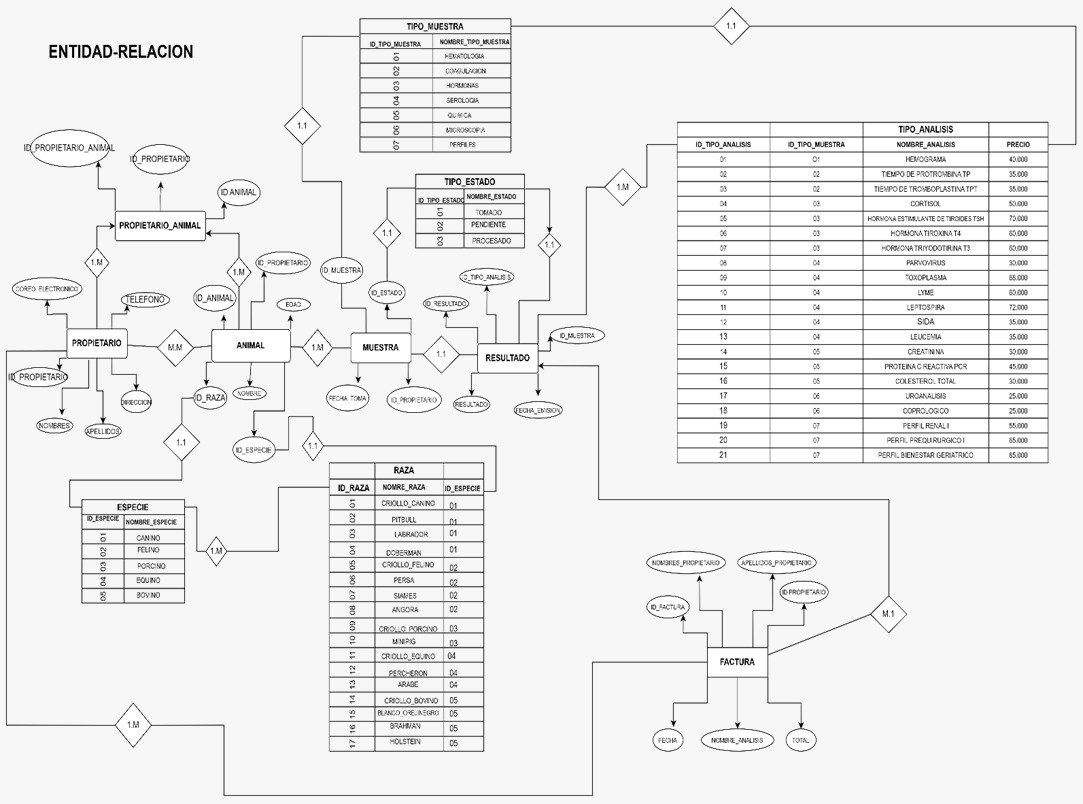 ENTIDAD-RELACION
TIPO_MUESTRA
ID_TIPO_MUESTRA NOMBRE_TIPO_MUESTRA
01 HEMATOLOGIA
02 COAGULACION
03 HORMONAS
04 SEROLOGIA
05 QUIMICA
06 MICROSCOPIA
07 PERFILES
1.1
1.1
TIPO_ANALISIS
ID_TIPO_ANALISIS ID_TIPO_MUESTRA NOMBRE_ANALISIS PRECIO
01 01 HEMOGRAMA 40.000
02 02 TIEMPO DE PROTROMBINA TP 35.000
03 02 TIEMPO DE TROMBOPLASTINA TPT 35.000
04 03 CORTISOL 50.000
05 03 HORMONA ESTIMULANTE DE TIROIDES TSH 70.000
06 03 HORMONA TIROXINA T4 60.000
07 03 HORMONA TRIYODOTIRINA T3 60.000
08 04 PARVOVIRUS 30.000
09 04 TOXOPLASMA 55.000
10 04 LYME 60.000
11 04 LEPTOSPIRA 72.000
12 04 SIDA 35.000
13 04 LEUCEMIA 35.000
14 05 CREATININA 30.000
15 05 PROTEINA C REACTIVA PCR 45.000
16 05 COLESTEROL TOTAL 30.000
17 06 UROANALISIS 25.000
18 06 COPROLOGICO 25.000
19 07 PERFIL RENAL I 55.000
20 07 PERFIL PREQUIRURGICO I 65.000
21 07 PERFIL BIENESTAR GERIATRICO 85.000
1.M
TIPO_ESTADO
ID_TIPO_ESTADO NOMBRE_ESTADO
01 TOMADO
02 PENDIENTE
03 PROCESADO
1.1
1.1
ID_PROPIETARIO_ANIMAL
ID_PROPIETARIO
ID ANIMAL
PROPIETARIO_ANIMAL
1.M
1.M
COREO_ELECTRONICO
TELEFONO
PROPIETARIO
ID_PROPIETARIO
NOMBRES
APELLIDOS
DIRECCION
M.M
ID_PROPIETARIO
ID_ANIMAL
EDAD
ANIMAL
ID_RAZA
NOMBRE
ID_ESPECIE
1.M
ID_MUESTRA
ID_ESTADO
MUESTRA
FECHA_TOMA
ID_PROPIETARIO
1.1
C_TIPO_ANALISIS
ID_RESULTADO
ID_MUESTRA
RESULTADO
RESULTADO
FECHA_EMISION
1.1
1.1
ESPECIE
ID_ESPECIE NOMBRE_ESPECIE
01 CANINO
02 FELINO
03 PORCINO
04 EQUINO
05 BOVINO
1.M
RAZA
ID_RAZA NOMRE_RAZA ID_ESPECIE
01 CRIOLLO_CANINO 01
02 PITBULL 01
03 LABRADOR 01
04 DOBERMAN 01
05 CRIOLLO_FELINO 02
06 PERSA 02
07 SIAMES 02
08 ANGORA 02
09 CRIOLLO_PORCINO 03
10 MINIPIG 03
11 CRIOLLO_EQUINO 04
12 PERCHERON 04
13 ARABE 04
14 CRIOLLO_BOVINO 05
15 BLANCO_OREJINEGRO 05
16 BRAHMAN 05
17 HOLSTEIN 05
NOMBRES_PROPIETARIO
APELLIDOS_PROPIETARIO
ID PROPIETARIO
ID_FACTURA
M.1
FACTURA
FECHA
NOMBRE_ANALISIS
TOTAL
1.M